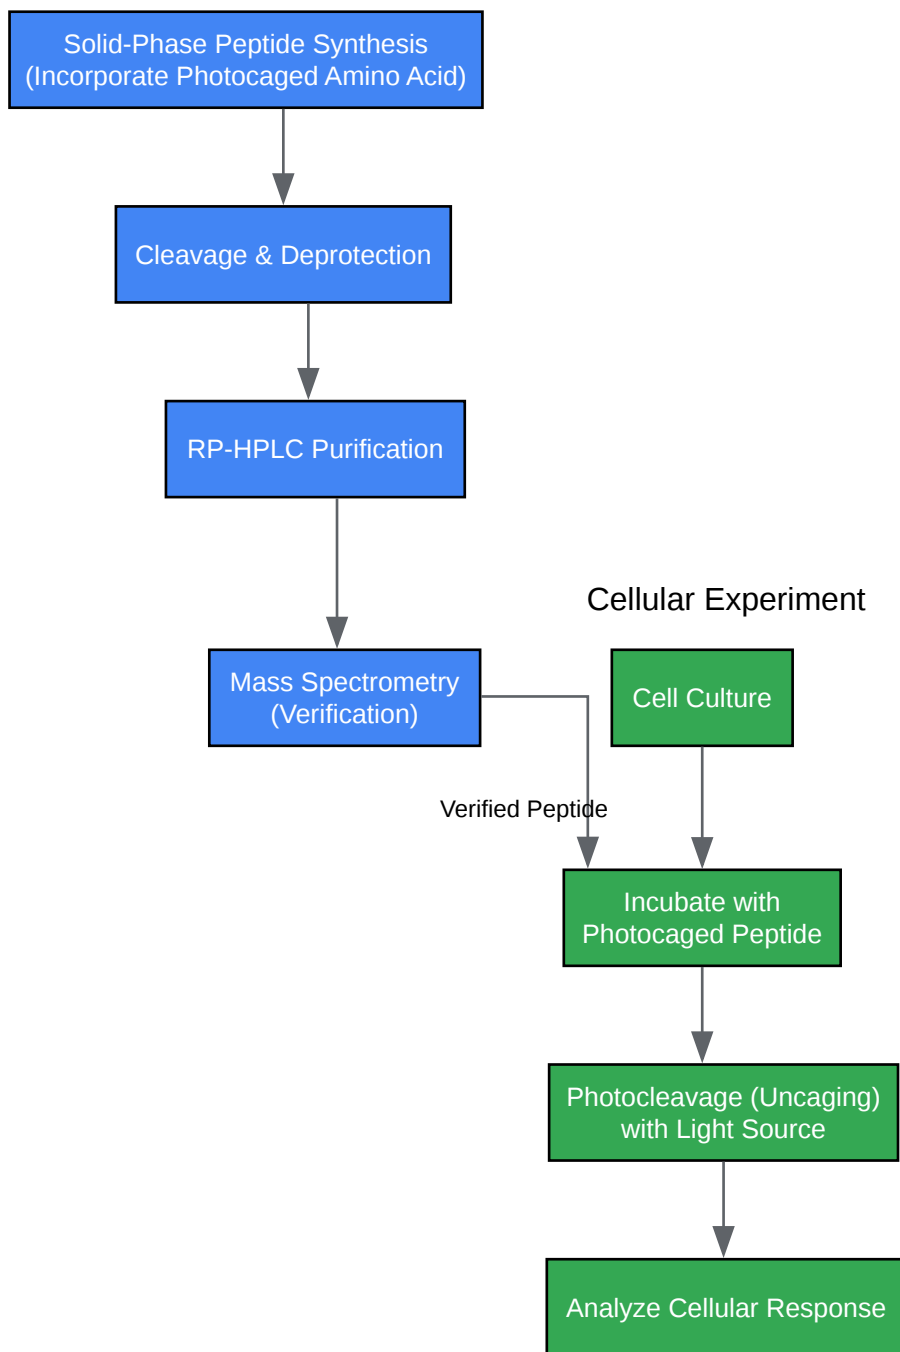 Solid-Phase Peptide Synthesis
(Incorporate Photocaged Amino Acid)
Cleavage & Deprotection
RP-HPLC Purification
Cellular Experiment
Mass Spectrometry
(Verification)
Cell Culture
Verified Peptide
Incubate with
Photocaged Peptide
Photocleavage (Uncaging)
with Light Source
Analyze Cellular Response